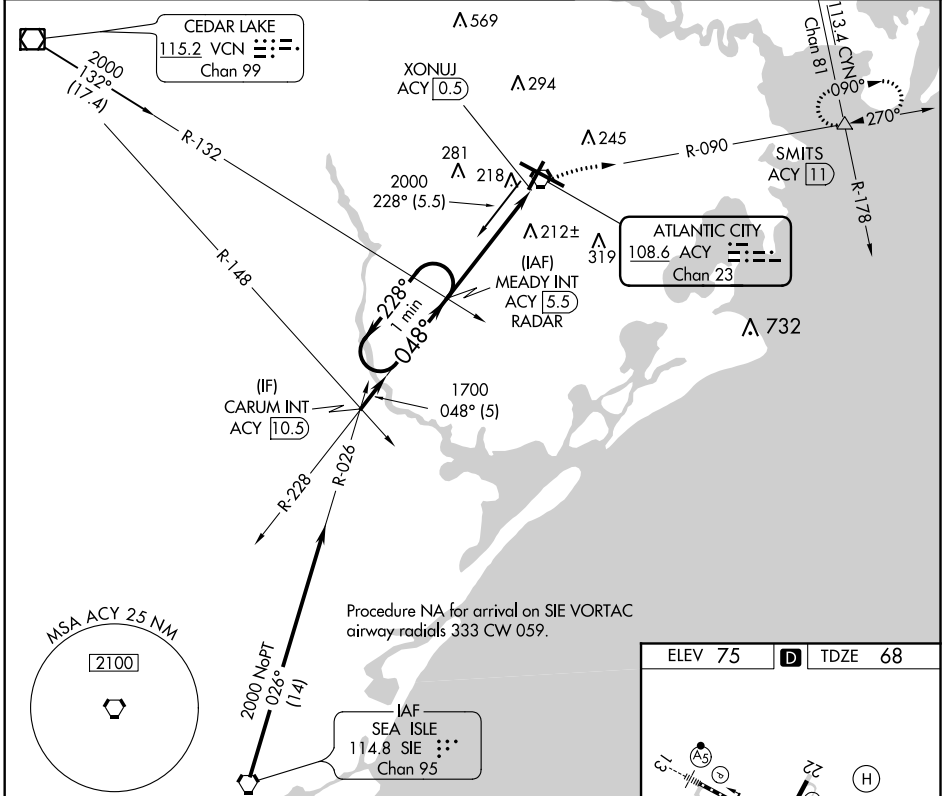 CEDAR LAKE
115.2 VCN
Chan 99
2000
132°
(17.4)
R-132
R-148
569
XONUJ
ACY 0.5
294
245
281
218
2000
228° (5.5)
113.4 CYN
Chan 81
090°
270°
R-090
SMITS
ACY 11
R-178
212±
319
ATLANTIC CITY
108.6 ACY
Chan 23
(IAF)
MEADY INT
ACY 5.5
RADAR
732
228°
1 min
048°
(IF)
CARUM INT
ACY 10.5
1700
048° (5)
R-228
R-026
MSA ACY 25 NM
2100
2000 NoPT
026°
(14)
Procedure NA for arrival on SIE VORTAC
airway radials 333 CW 059.
IAF
SEA ISLE
114.8 SIE
Chan 95
ELEV 75 D TDZE 68
A5
P
13
22
H